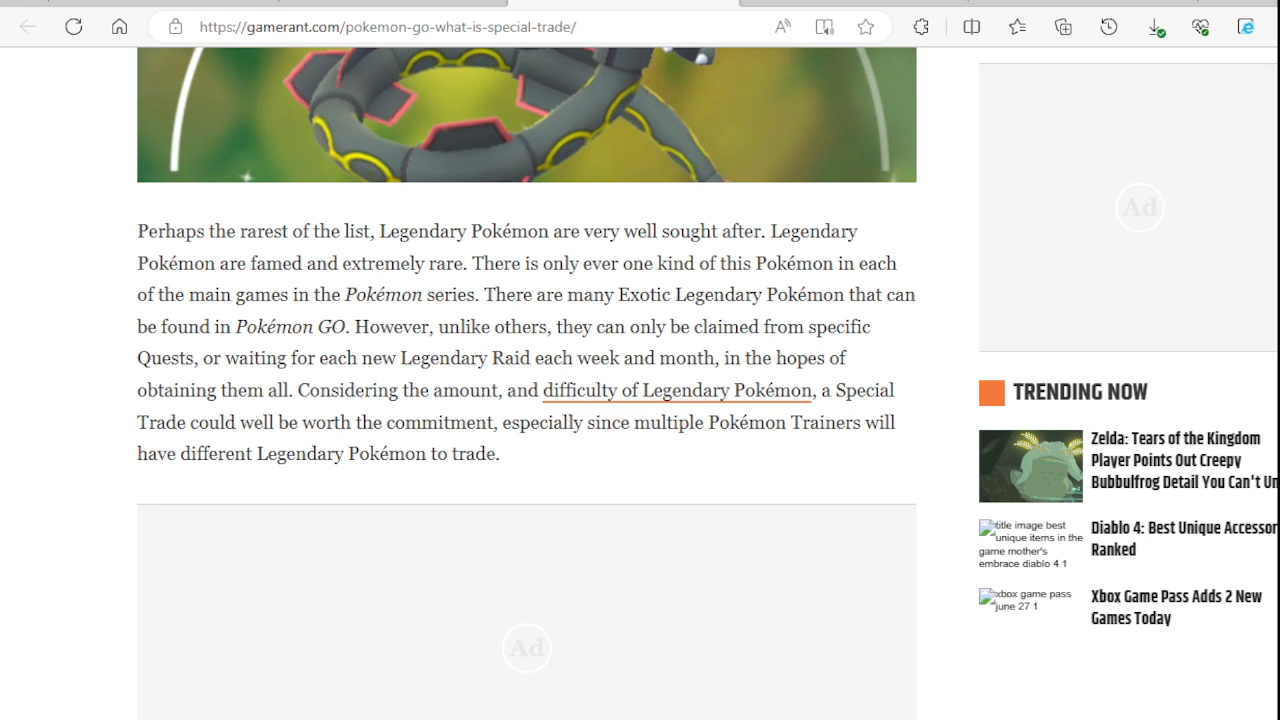 https://gamerant.com/pokemon-go-what-is-special-trade/
Perhaps the rarest of the list, Legendary Pokémon are very well sought after. Legendary
Pokémon are famed and extremely rare. There is only ever one kind of this Pokémon in each
of the main games in the Pokémon series. There are many Exotic Legendary Pokémon that can
be found in Pokémon GO. However, unlike others, they can only be claimed from specific
Quests, or waiting for each new Legendary Raid each week and month, in the hopes of
obtaining them all. Considering the amount, and difficulty of Legendary Pokémon, a Special
Trade could well be worth the commitment, especially since multiple Pokémon Trainers will
have different Legendary Pokémon to trade.
Ad
Ad
TRENDING NOW
Zelda: Tears of the Kingdom
Player Points Out Creepy
Bubbulfrog Detail You Can't Un
title image best
unique items in the
game mother's
embrace diablo 4 1
Diablo 4: Best Unique Accessor
Ranked
xbox game pass
june 27 1
Xbox Game Pass Adds 2 New
Games Today